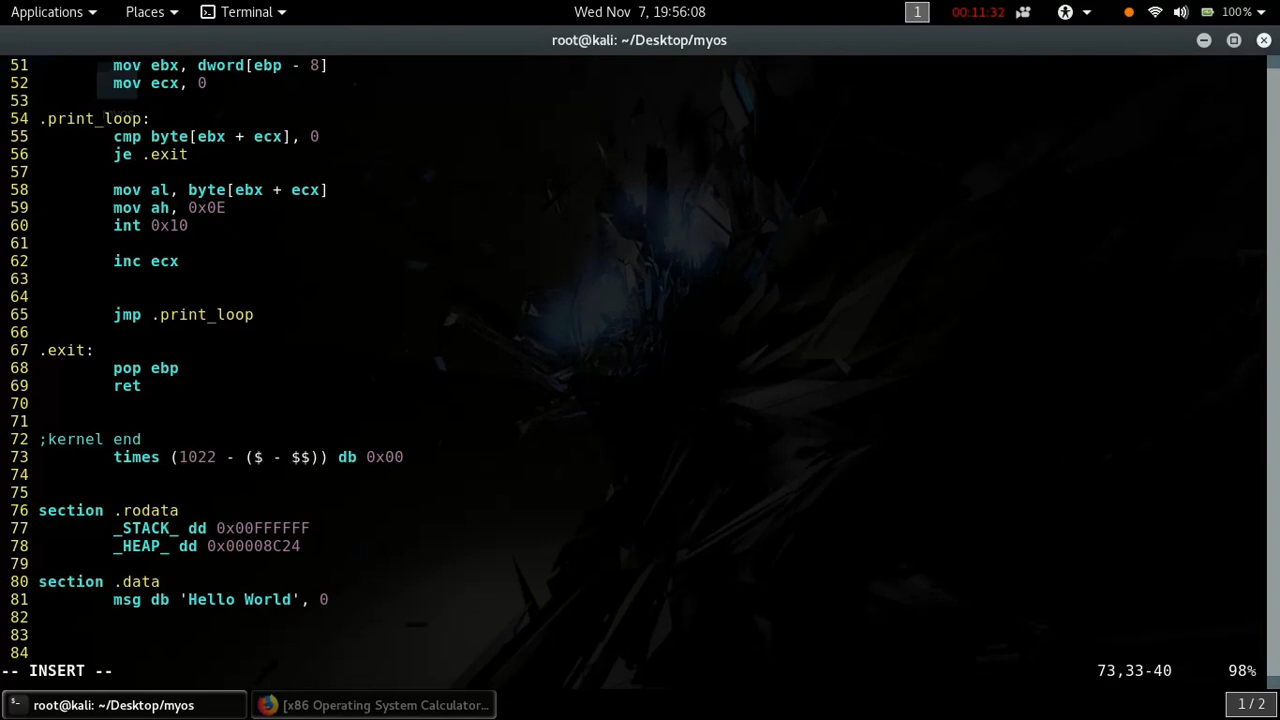 Applications Places Terminal Wed Nov 7, 19:56:08 1 00:11:32 100%
root@kali: ~/Desktop/myos
51 mov ebx, dword[ebp - 8]
52 mov ecx, 0
53
54 .print_loop:
55 cmp byte[ebx + ecx], 0
56 je .exit
57
58 mov al, byte[ebx + ecx]
59 mov ah, 0x0E
60 int 0x10
61
62 inc ecx
63
64
65 jmp .print_loop
66
67 .exit:
68 pop ebp
69 ret
70
71
72 ;kernel end
73 times (1022 - ($ - $$)) db 0x00
74
75
76 section .rodata
77 _STACK_ dd 0x00FFFFFF
78 _HEAP_ dd 0x00008C24
79
80 section .data
81 msg db 'Hello World', 0
82
83
84
-- INSERT -- 73,33-40 98%
root@kali: ~/Desktop/myos [x86 Operating System Calculator... 1 / 2